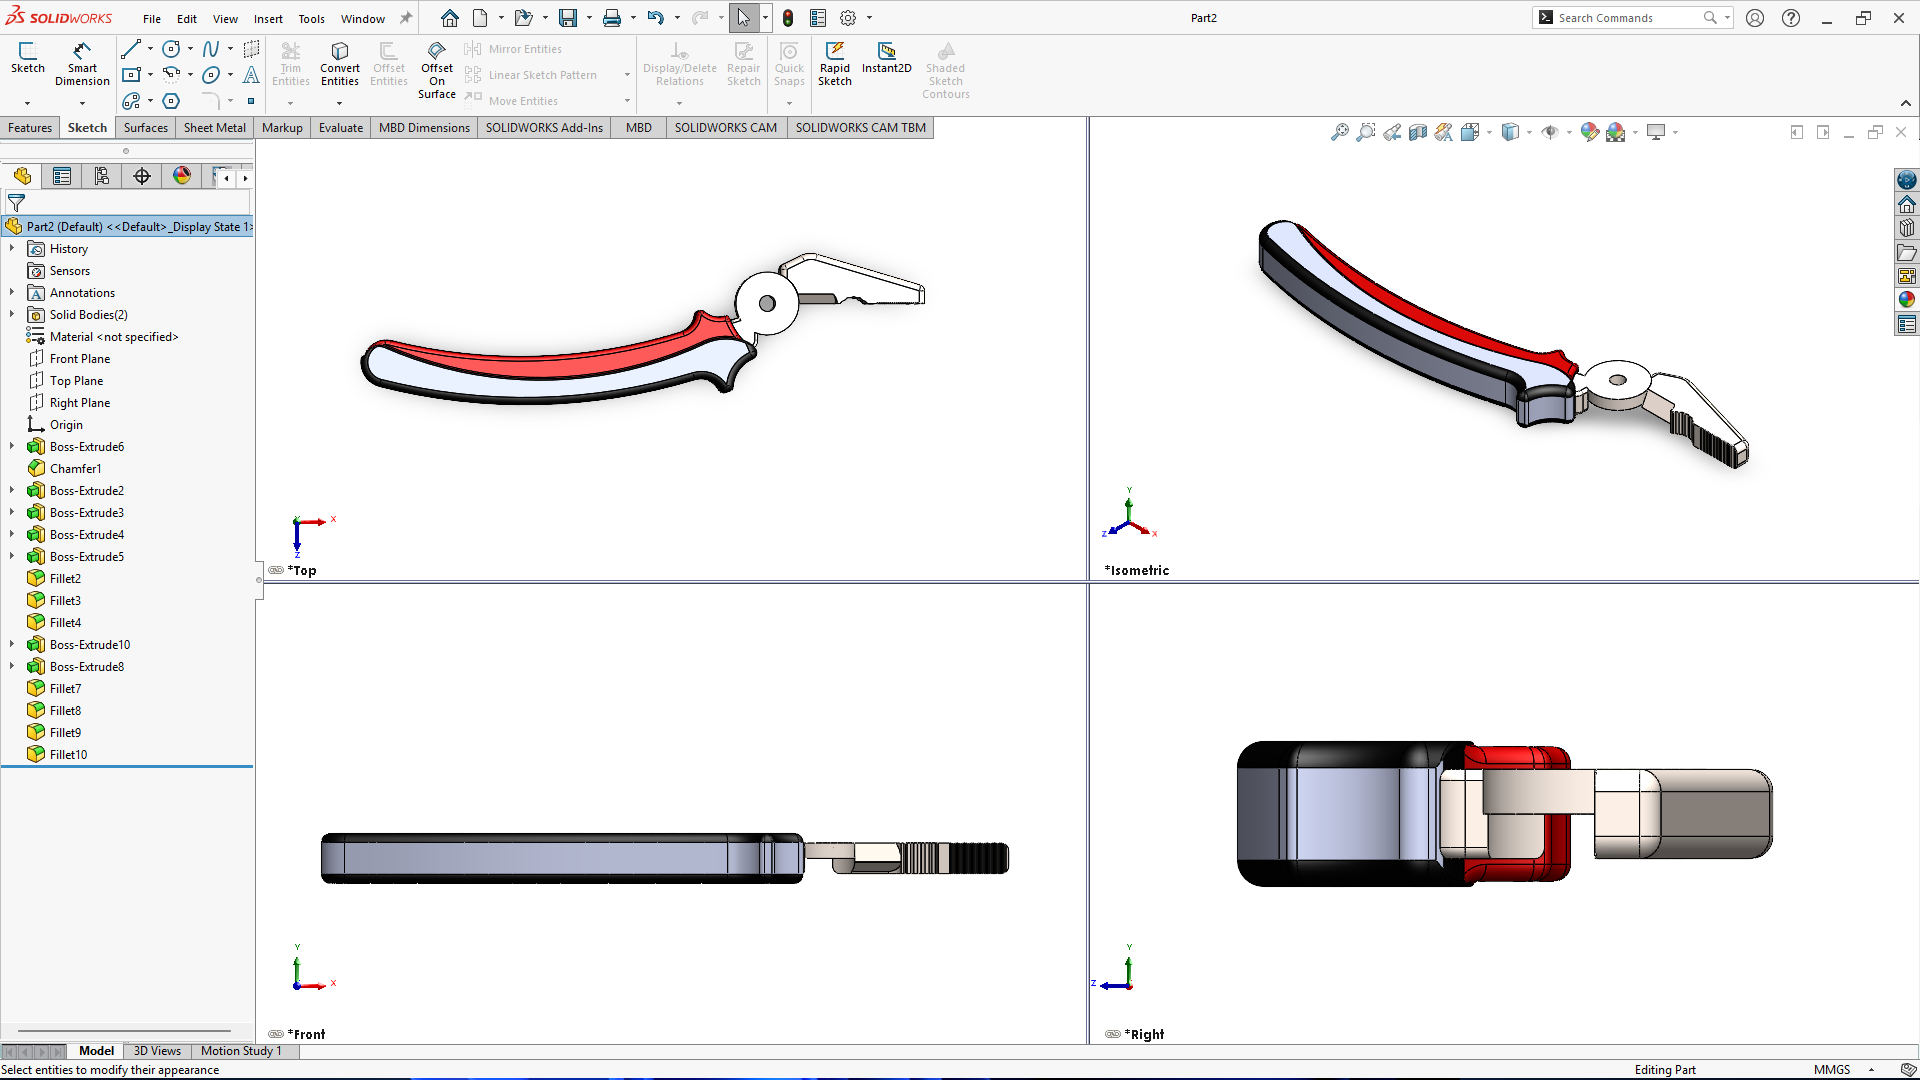 SOLIDWORKS File Edit View Insert Tools Window Part2 Search Commands
Sketch
Smart Dimension
Trim Entities
Convert Entities
Offset Entities
Offset On Surface
Mirror Entities
Linear Sketch Pattern
Move Entities
Display/Delete Relations
Repair Sketch
Quick Snaps
Rapid Sketch
Instant2D
Shaded Sketch Contours
Features Sketch Surfaces Sheet Metal Markup Evaluate MBD Dimensions SOLIDWORKS Add-Ins MBD SOLIDWORKS CAM SOLIDWORKS CAM TBM
Part2 (Default) <<Default>_Display State 1>
History
Sensors
Annotations
Solid Bodies(2)
Material <not specified>
Front Plane
Top Plane
Right Plane
Origin
Boss-Extrude6
Chamfer1
Boss-Extrude2
Boss-Extrude3
Boss-Extrude4
Boss-Extrude5
Fillet2
Fillet3
Fillet4
Boss-Extrude10
Boss-Extrude8
Fillet7
Fillet8
Fillet9
Fillet10
Y X Z
*Top
Y Z X
*Isometric
Y X
*Front
Y Z
*Right
Model 3D Views Motion Study 1
Select entities to modify their appearance Editing Part MMGS